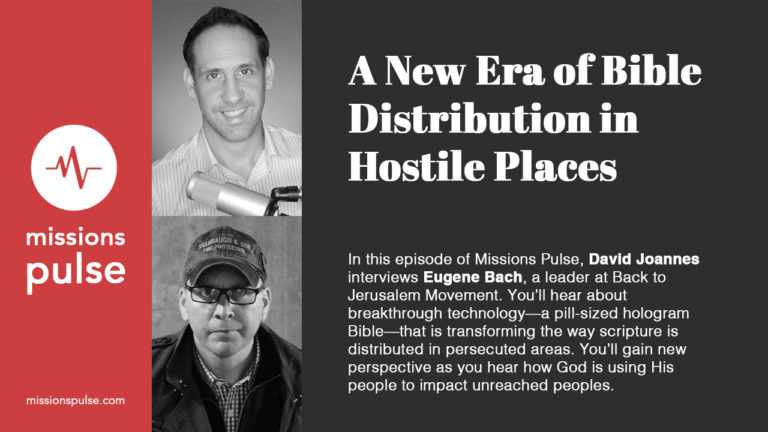 missions
pulse
missionspulse.com
A New Era of Bible
Distribution in
Hostile Places
In this episode of Missions Pulse, David Joannes
interviews Eugene Bach, a leader at Back to
Jerusalem Movement. You’ll hear about
breakthrough technology—a pill-sized hologram
Bible—that is transforming the way scripture is
distributed in persecuted areas. You’ll gain new
perspective as you hear how God is using His
people to impact unreached peoples.